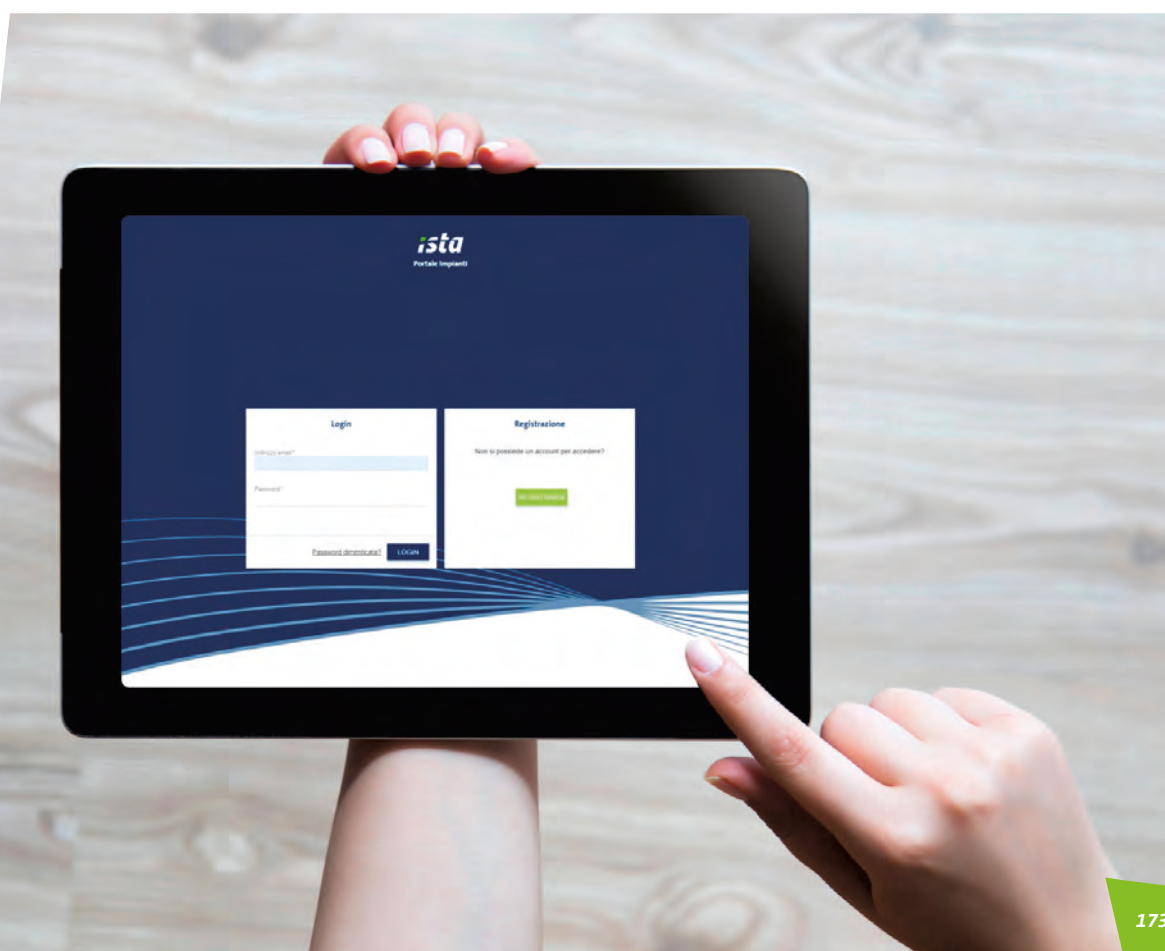 ista
Portale Impianti
Login
Indirizzo email*
Password*
Password dimenticata?
LOGIN
Registrazione
Non si possiede un account per accedere?
173